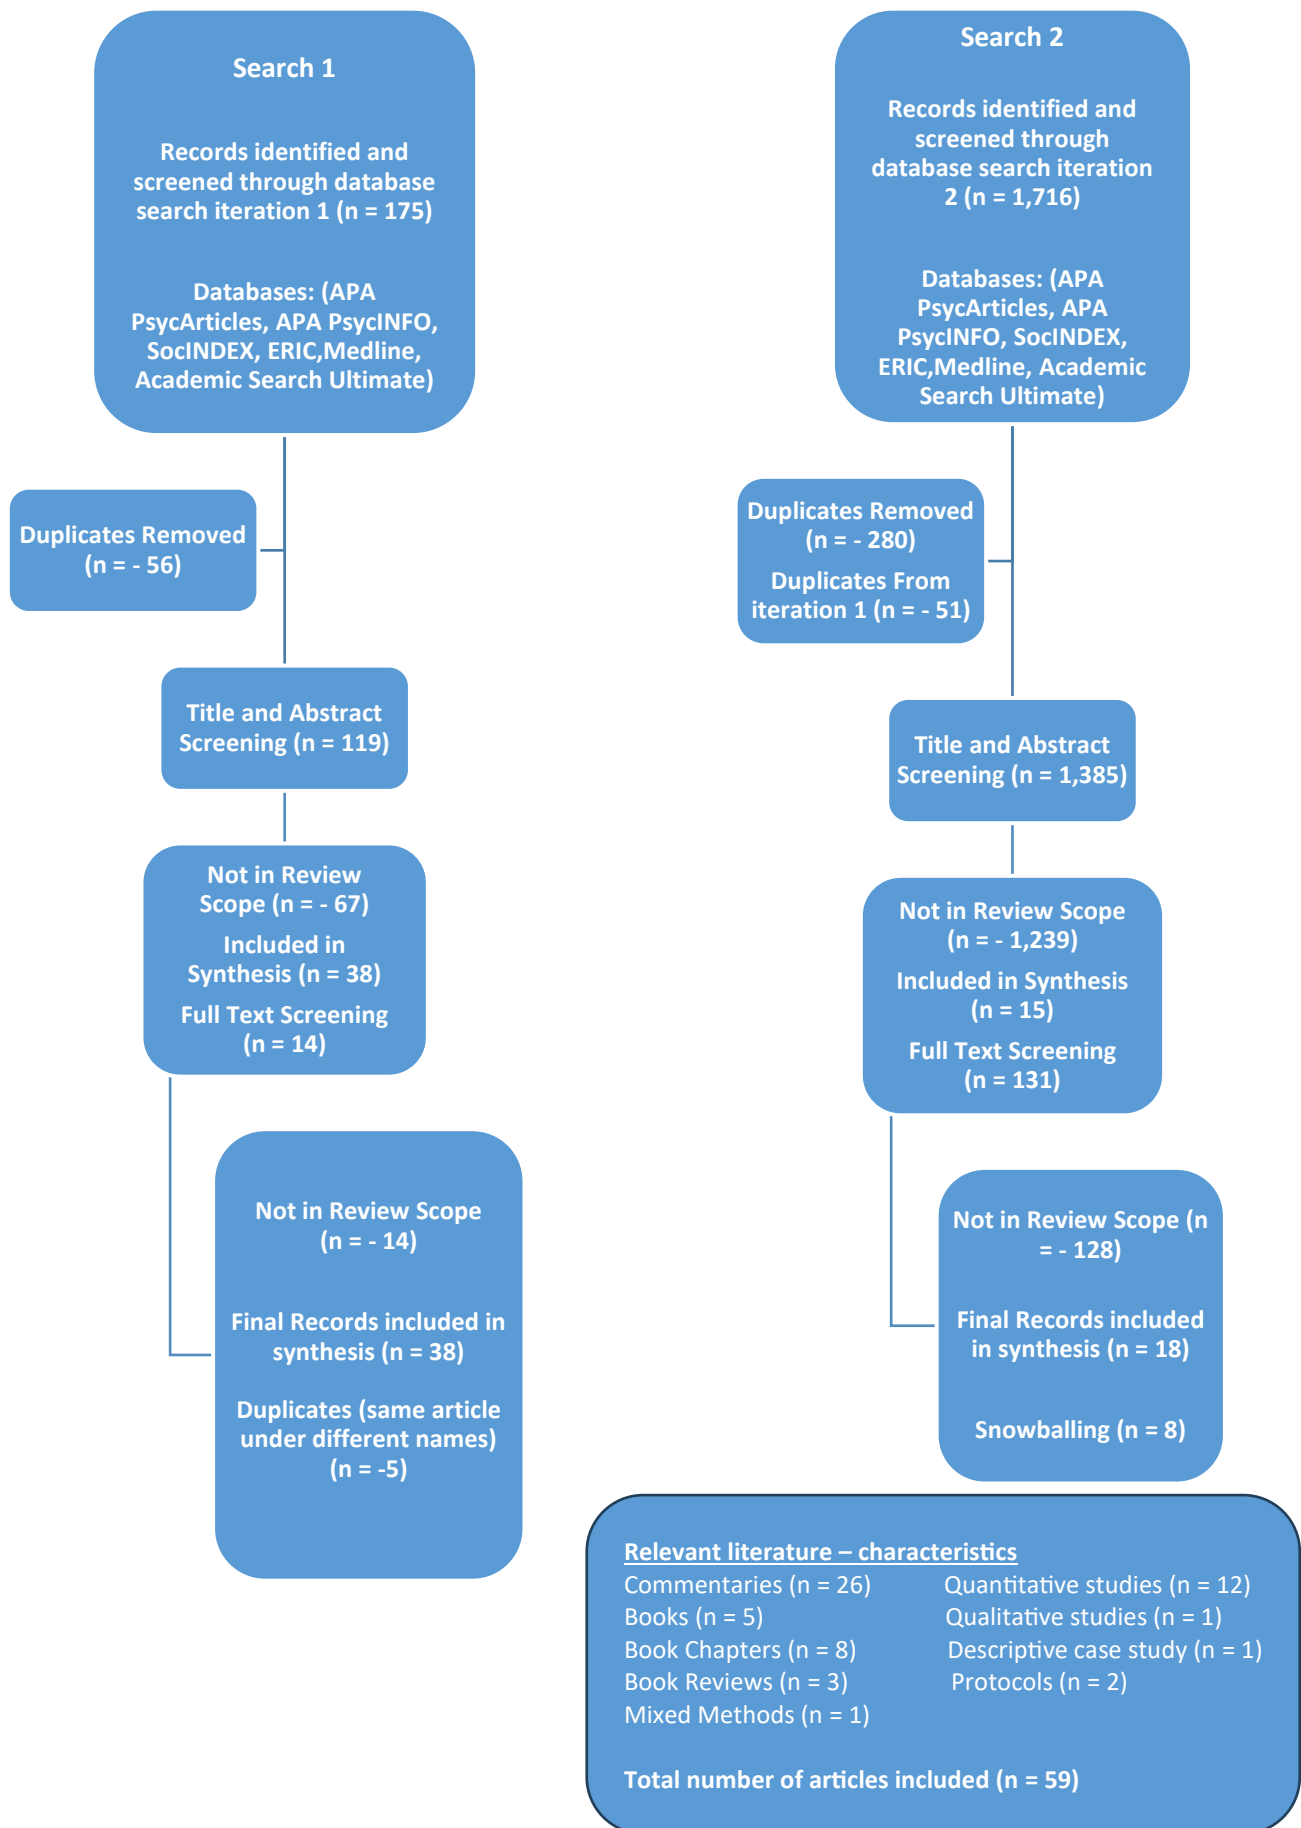 Search 1
Records identified and
screened through database
search iteration 1 (n = 175)
Databases: (APA
PsycArticles, APA PsycINFO,
SocINDEX, ERIC,Medline,
Academic Search Ultimate)
Duplicates Removed
(n = - 56)
Title and Abstract
Screening (n = 119)
Not in Review
Scope (n = - 67)
Included in
Synthesis (n = 38)
Full Text Screening
(n = 14)
Not in Review Scope
(n = - 14)
Final Records included in
synthesis (n = 38)
Duplicates (same article
under different names)
(n = -5)
Search 2
Records identified and
screened through
database search iteration
2 (n = 1,716)
Databases: (APA
PsycArticles, APA
PsycINFO, SocINDEX,
ERIC,Medline, Academic
Search Ultimate)
Duplicates Removed
(n = - 280)
Duplicates From
iteration 1 (n = - 51)
Title and Abstract
Screening (n = 1,385)
Not in Review Scope
(n = - 1,239)
Included in Synthesis
(n = 15)
Full Text Screening
(n = 131)
Not in Review Scope (n
= - 128)
Final Records included
in synthesis (n = 18)
Snowballing (n = 8)
Relevant literature – characteristics
Commentaries (n = 26) Quantitative studies (n = 12)
Books (n = 5) Qualitative studies (n = 1)
Book Chapters (n = 8) Descriptive case study (n = 1)
Book Reviews (n = 3) Protocols (n = 2)
Mixed Methods (n = 1)
Total number of articles included (n = 59)